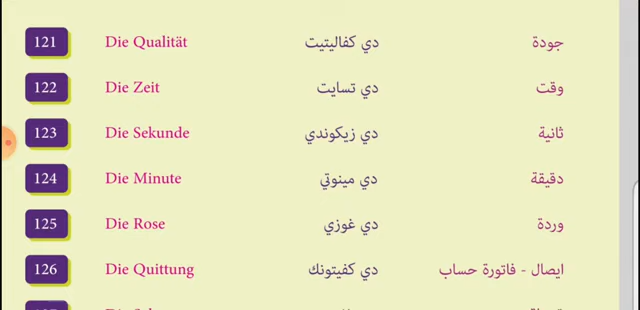 121 Die Qualität دي كفاليتيت جودة
122 Die Zeit دي تسايت وقت
123 Die Sekunde دي زيكوندي ثانية
124 Die Minute دي مينوتي دقيقة
125 Die Rose دي غوزي وردة
126 Die Quittung دي كفيتونك ايصال - فاتورة حساب